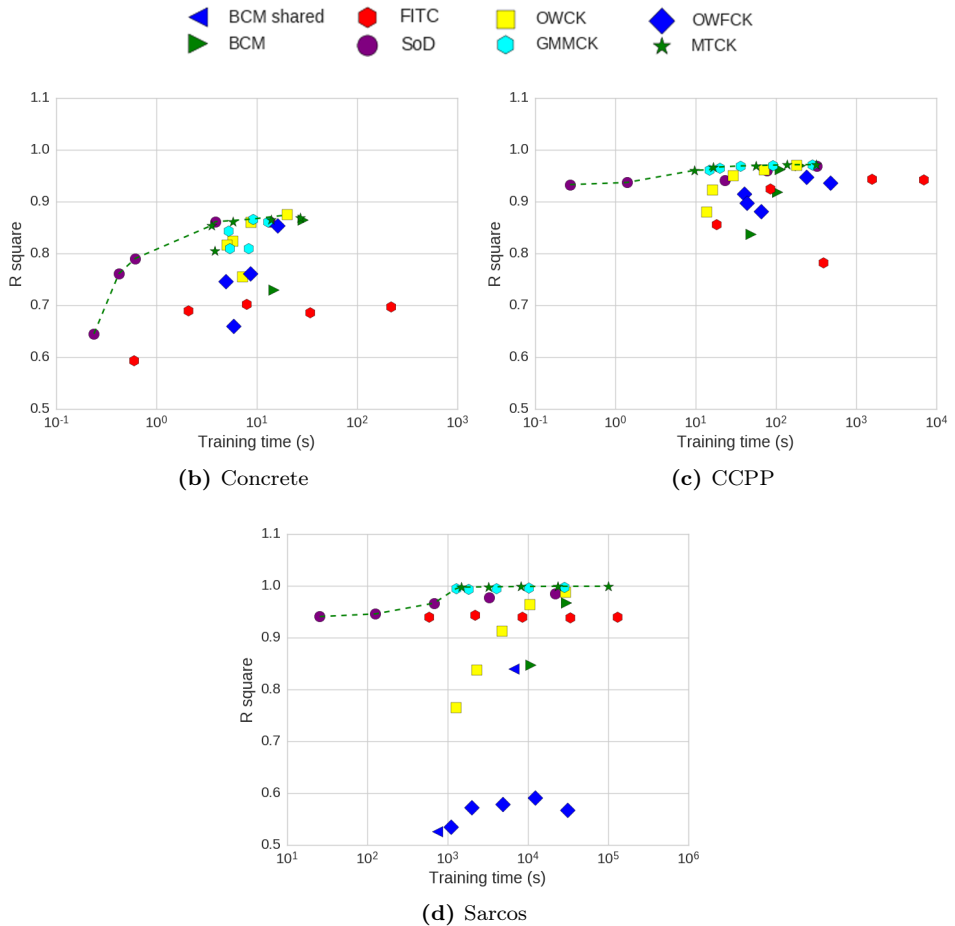 BCM shared FITC OWCK OWFCK
BCM SoD GMMCK MTCK
1.1
1.0
0.9
0.8
0.7
0.6
0.5
R square
10⁻¹ 10⁰ 10¹ 10² 10³
Training time (s)
(b) Concrete
1.1
1.0
0.9
0.8
0.7
0.6
0.5
R square
10⁻¹ 10⁰ 10¹ 10² 10³ 10⁴
Training time (s)
(c) CCPP
1.1
1.0
0.9
0.8
0.7
0.6
0.5
R square
10¹ 10² 10³ 10⁴ 10⁵ 10⁶
Training time (s)
(d) Sarcos